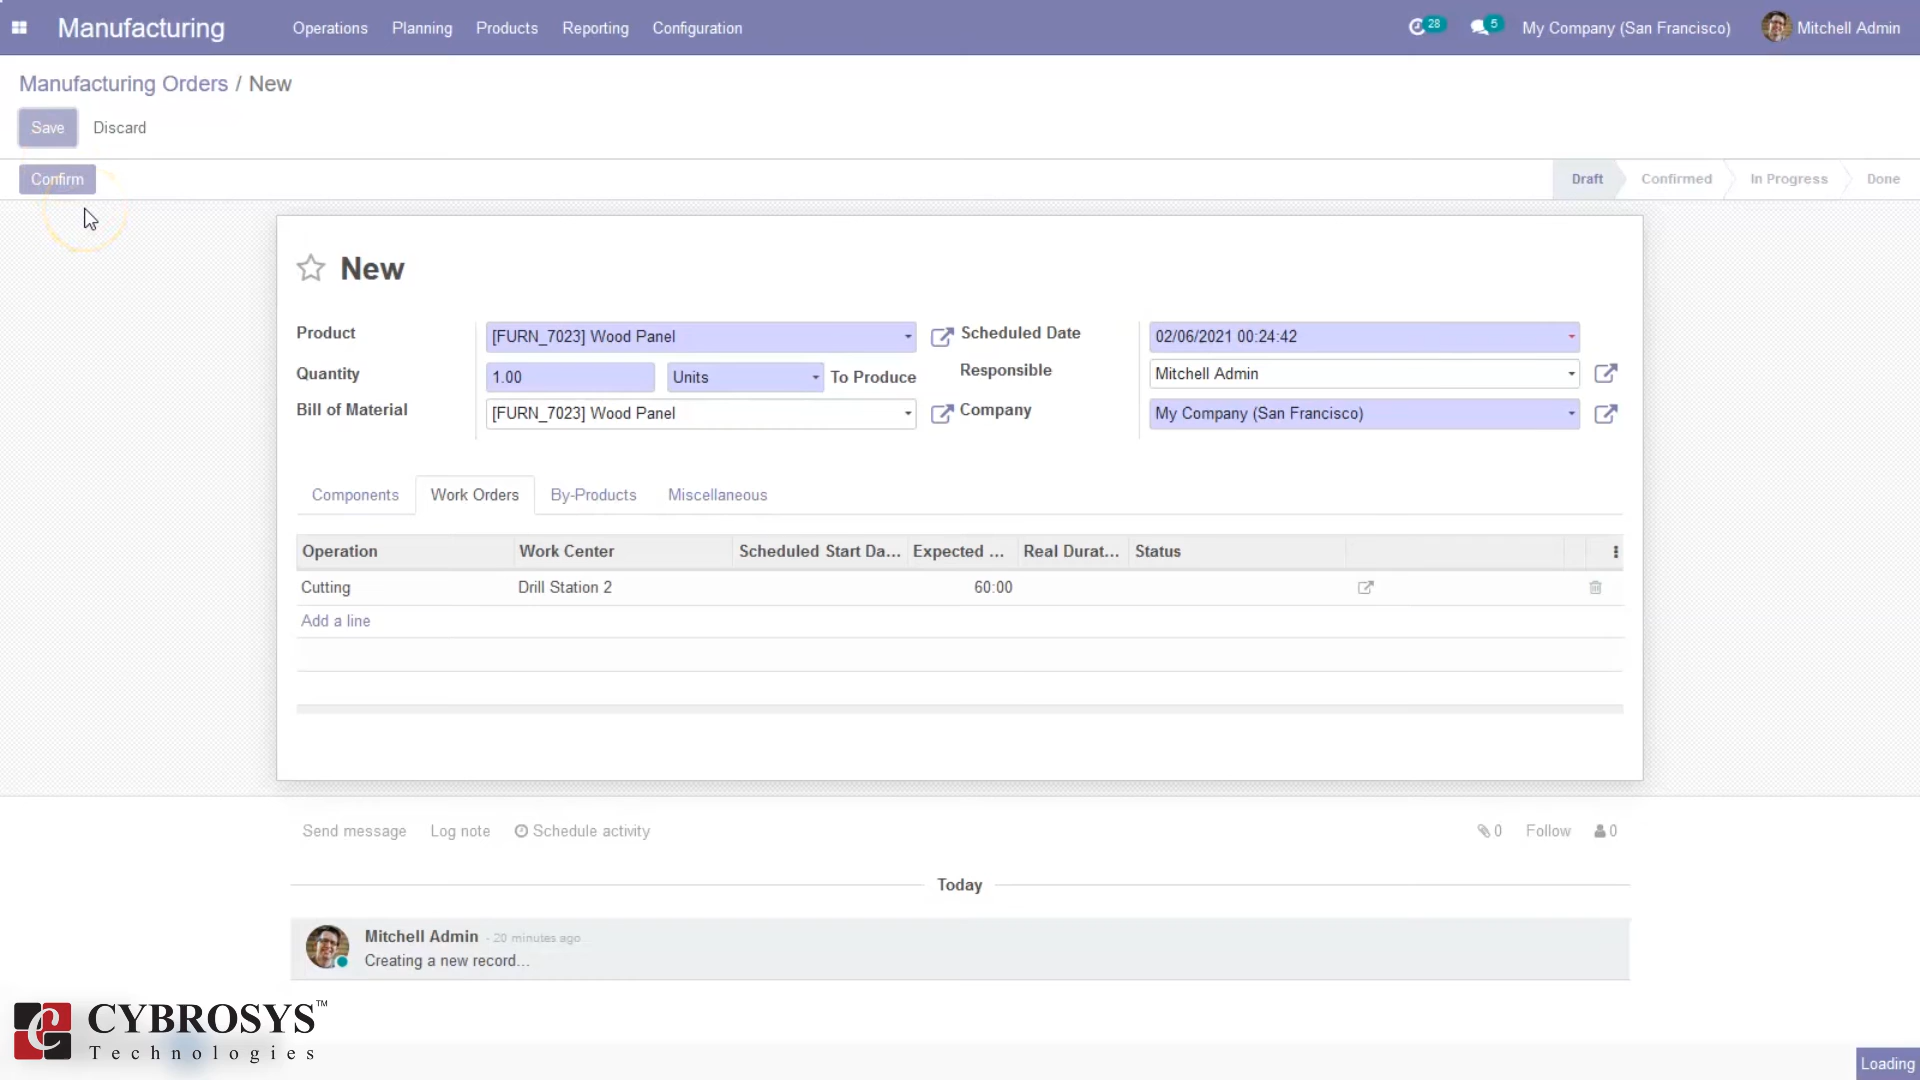 Manufacturing Operations Planning Products Reporting Configuration 28 5 My Company (San Francisco) Mitchell Admin
Manufacturing Orders / New
Save Discard
Confirm Draft Confirmed In Progress Done
New
Product [FURN_7023] Wood Panel Scheduled Date 02/06/2021 00:24:42
Quantity 1.00 Units To Produce Responsible Mitchell Admin
Bill of Material [FURN_7023] Wood Panel Company My Company (San Francisco)
Components Work Orders By-Products Miscellaneous
Operation Work Center Scheduled Start Da... Expected ... Real Durat... Status
Cutting Drill Station 2 60:00
Add a line
Send message Log note Schedule activity 0 Follow 0
Today
Mitchell Admin - 20 minutes ago
Creating a new record...
CYBROSYS™
Technologies
Loading